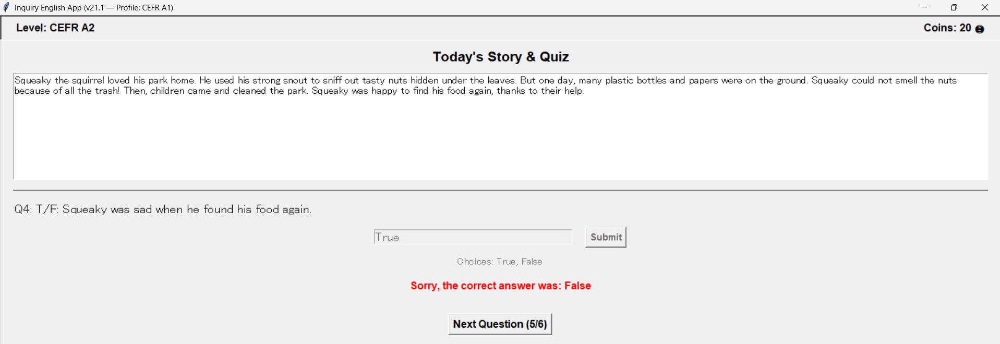 Inquiry English App (v21.1 — Profile: CEFR A1)
Level: CEFR A2
Coins: 20
Today's Story & Quiz
Squeaky the squirrel loved his park home. He used his strong snout to sniff out tasty nuts hidden under the leaves. But one day, many plastic bottles and papers were on the ground. Squeaky could not smell the nuts
because of all the trash! Then, children came and cleaned the park. Squeaky was happy to find his food again, thanks to their help.
Q4: T/F: Squeaky was sad when he found his food again.
True
Submit
Choices: True, False
Sorry, the correct answer was: False
Next Question (5/6)